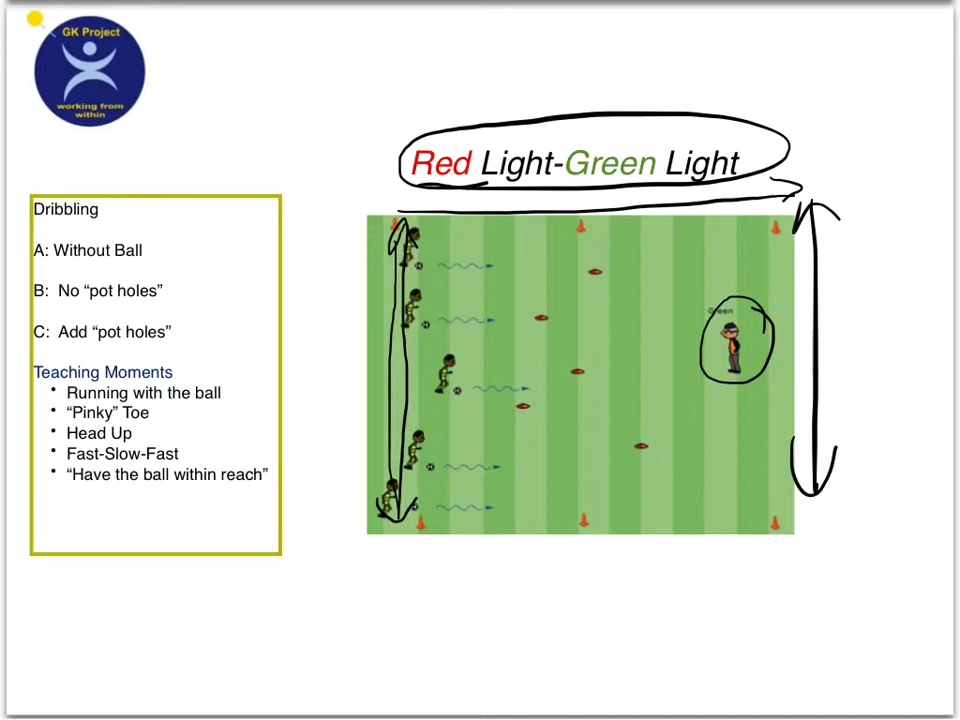 GK Project
working from
within
Red Light-Green Light
Dribbling
A: Without Ball
B:  No “pot holes”
C:  Add “pot holes”
Teaching Moments
• Running with the ball
• “Pinky” Toe
• Head Up
• Fast-Slow-Fast
• “Have the ball within reach”
Green